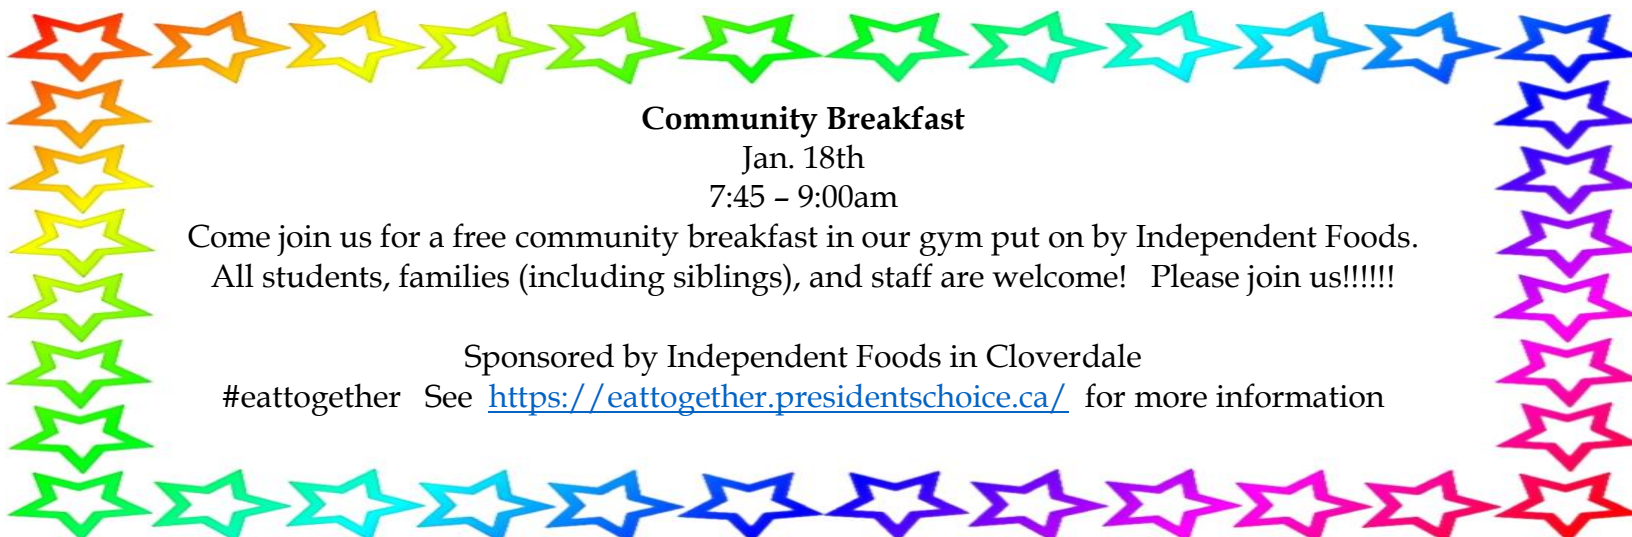 Community Breakfast
Jan. 18th
7:45 – 9:00am
Come join us for a free community breakfast in our gym put on by Independent Foods.
All students, families (including siblings), and staff are welcome!   Please join us!!!!!!
Sponsored by Independent Foods in Cloverdale
#eattogether   See  https://eattogether.presidentschoice.ca/  for more information